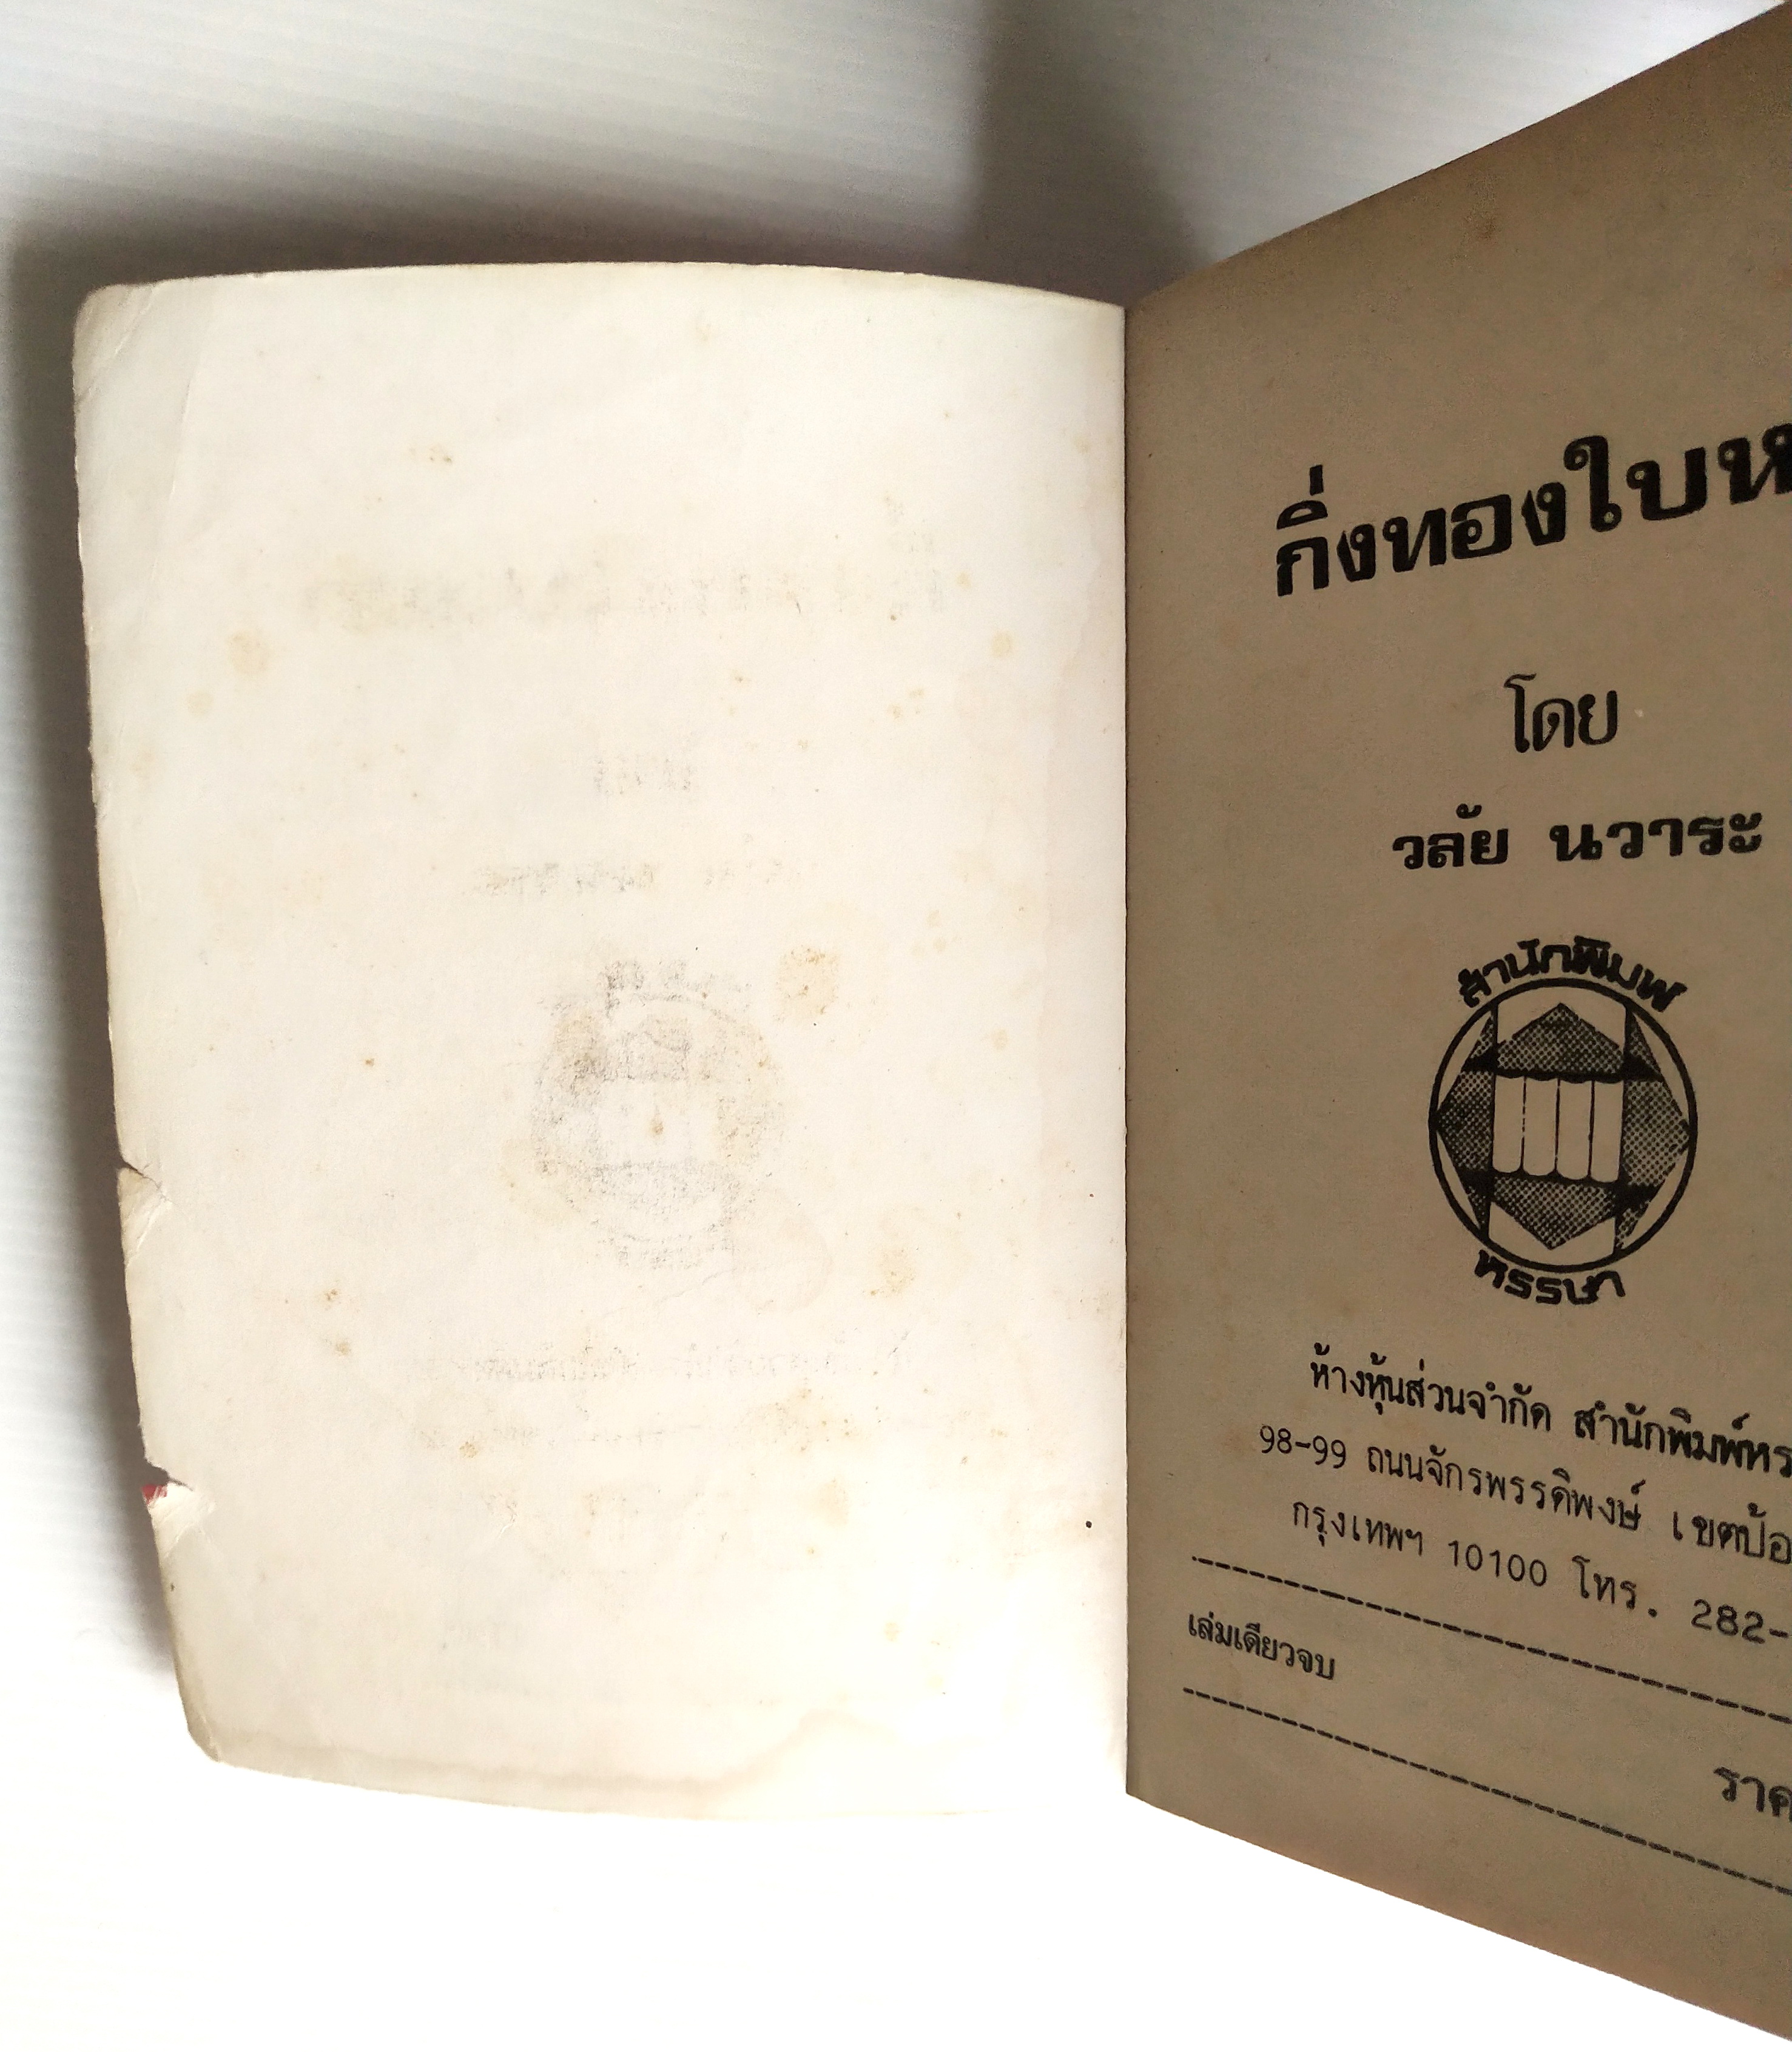 กิ่งทองใบห
โดย
วลัย นวาระ
สำนักพิมพ์
หรรษา
ห้างหุ้นส่วนจำกัด สำนักพิมพ์หร
98-99 ถนนจักรพรรดิพงษ์ เขตป้อ
กรุงเทพฯ 10100 โทร. 282-
เล่มเดียวจบ
ราค